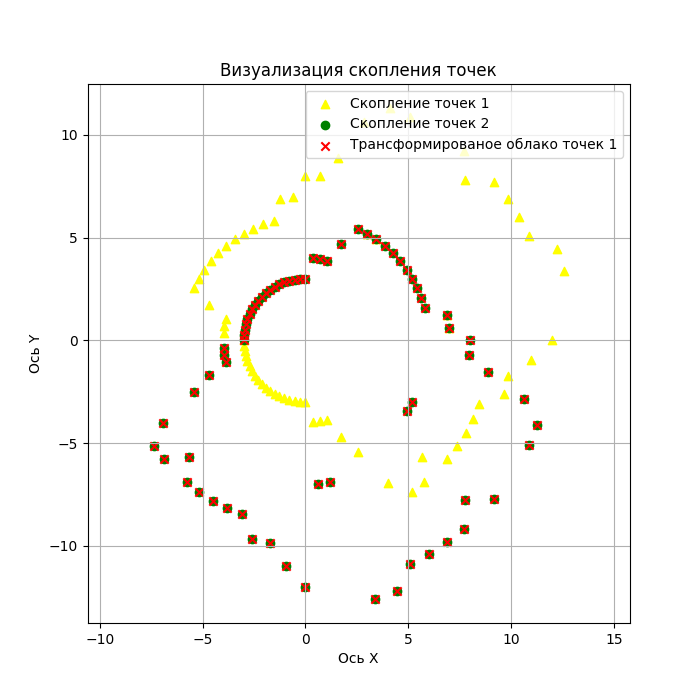 Визуализация скопления точек
Скопление точек 1
Скопление точек 2
Трансформированое облако точек 1
10
5
0
−5
−10
Ось Y
−10
−5
0
5
10
15
Ось X